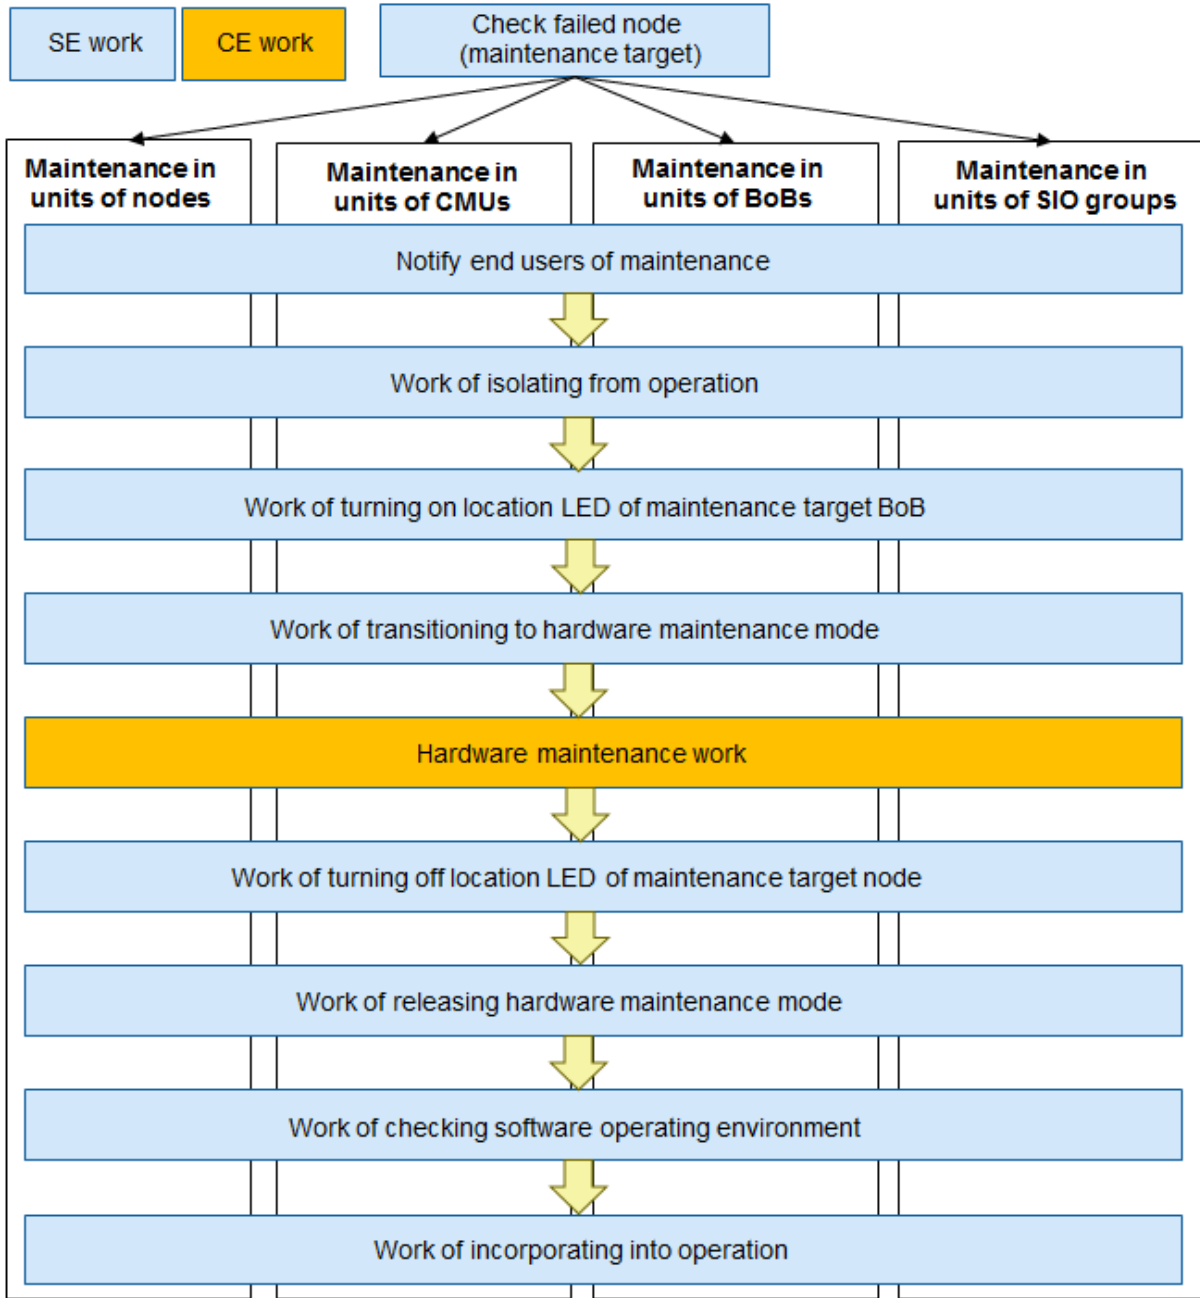 SE work
CE work
Check failed node
(maintenance target)
Maintenance in
units of nodes
Maintenance in
units of CMUs
Maintenance in
units of BoBs
Maintenance in
units of SIO groups
Notify end users of maintenance
Work of isolating from operation
Work of turning on location LED of maintenance target BoB
Work of transitioning to hardware maintenance mode
Hardware maintenance work
Work of turning off location LED of maintenance target node
Work of releasing hardware maintenance mode
Work of checking software operating environment
Work of incorporating into operation